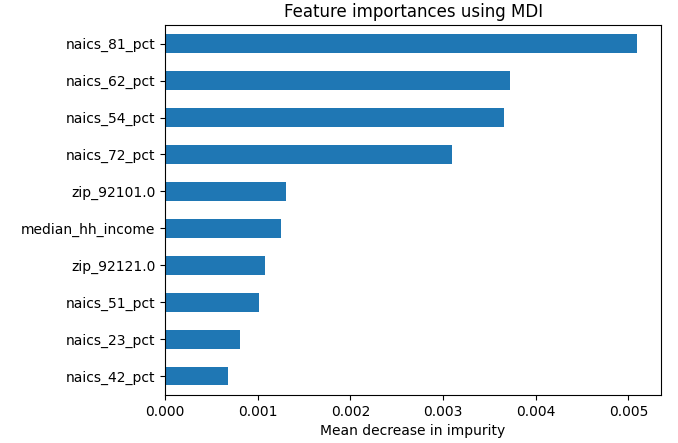 Feature importances using MDI
naics_81_pct
naics_62_pct
naics_54_pct
naics_72_pct
zip_92101.0
median_hh_income
zip_92121.0
naics_51_pct
naics_23_pct
naics_42_pct
0.000 0.001 0.002 0.003 0.004 0.005
Mean decrease in impurity